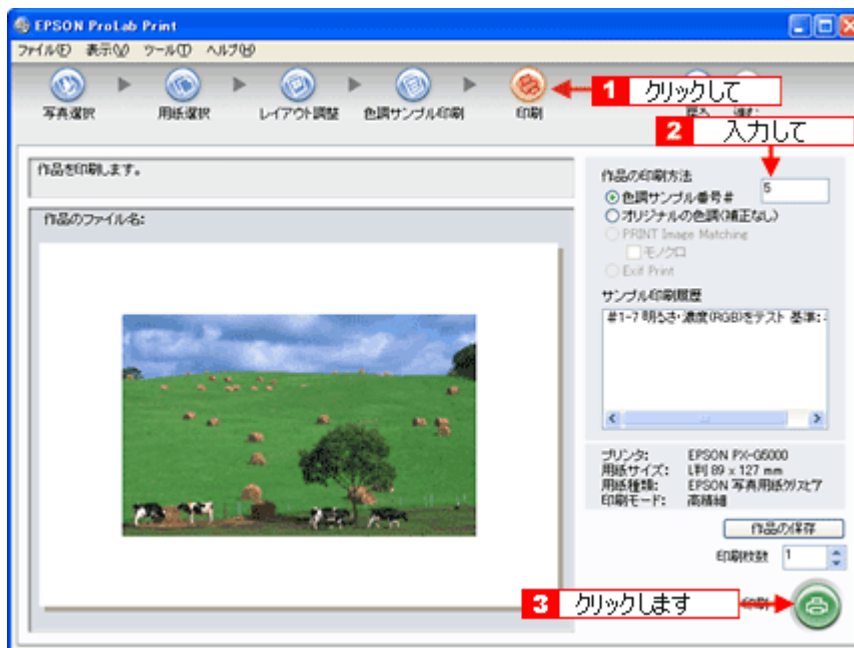 EPSON ProLab Print
ファイル(F) 表示(V) ツール(T) ヘルプ(H)
写真選択 用紙選択 レイアウト調整 色調サンプル印刷 印刷
1 クリックして
2 入力して
作品を印刷します。
作品の印刷方法
色調サンプル番号# 5
オリジナルの色調(補正なし)
PRINT Image Matching
モノクロ
Exif Print
作品のファイル名:
サンプル印刷履歴
#1-7 明るさ・濃度(RGB)をテスト 基準:
プリンタ: EPSON PX-G5000
用紙サイズ: L判 89 x 127 mm
用紙種類: EPSON 写真用紙クリスピア
印刷モード: 高精細
作品の保存
印刷枚数 1
3 クリックします
印刷